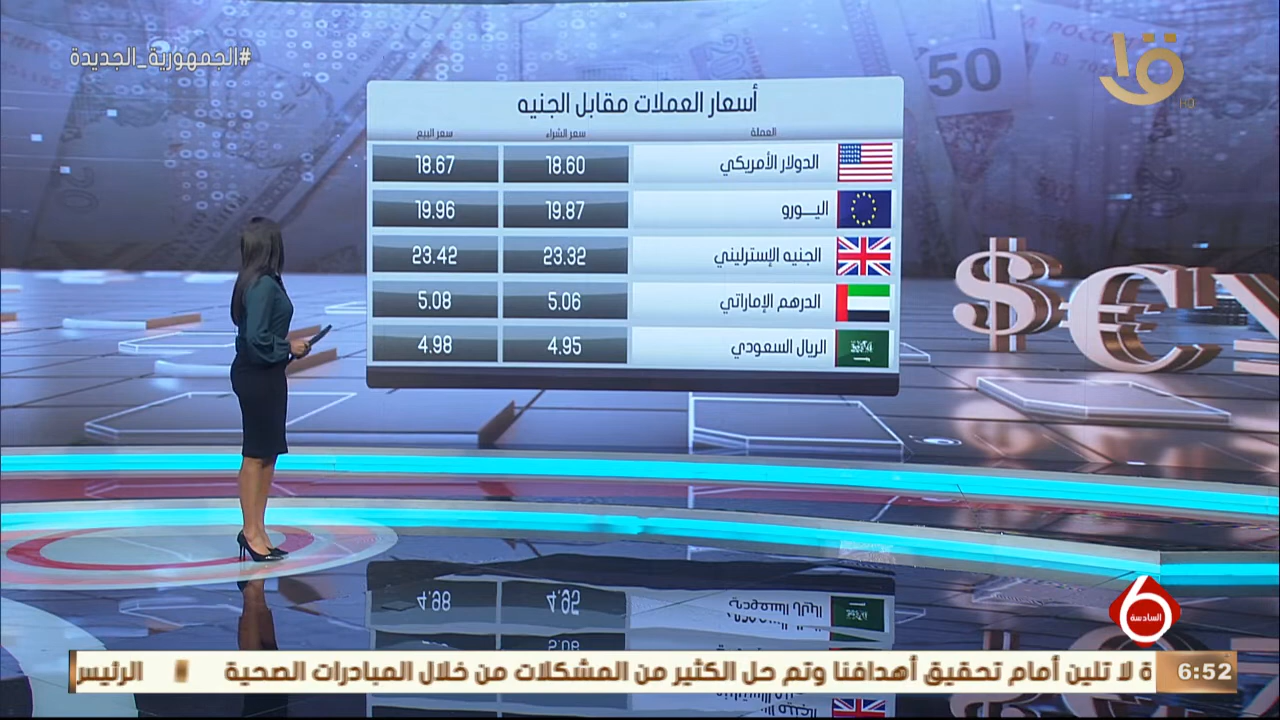 #الجمهورية_الجديدة
50
HD
أسعار العملات مقابل الجنيه
العملة سعر الشراء سعر البيع
الدولار الأمريكي 18.60 18.67
اليـــورو 19.87 19.96
الجنيه الإسترليني 23.32 23.42
الدرهم الإماراتي 5.06 5.08
الريال السعودي 4.95 4.98
$€
6
السادسة
6:52
ة لا تلين أمام تحقيق أهدافنا وتم حل الكثير من المشكلات من خلال المبادرات الصحية الرئيس